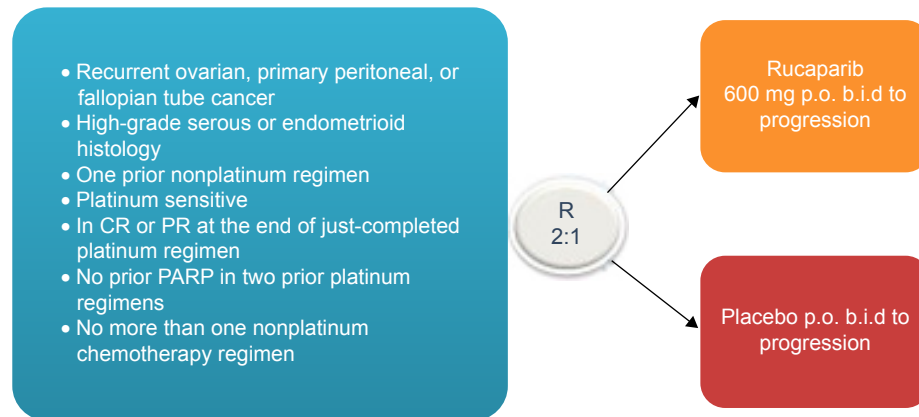 • Recurrent ovarian, primary peritoneal, or
fallopian tube cancer
• High-grade serous or endometrioid
histology
• One prior nonplatinum regimen
• Platinum sensitive
• In CR or PR at the end of just-completed
platinum regimen
• No prior PARP in two prior platinum
regimens
• No more than one nonplatinum
chemotherapy regimen
R
2:1
Rucaparib
600 mg p.o. b.i.d to
progression
Placebo p.o. b.i.d to
progression